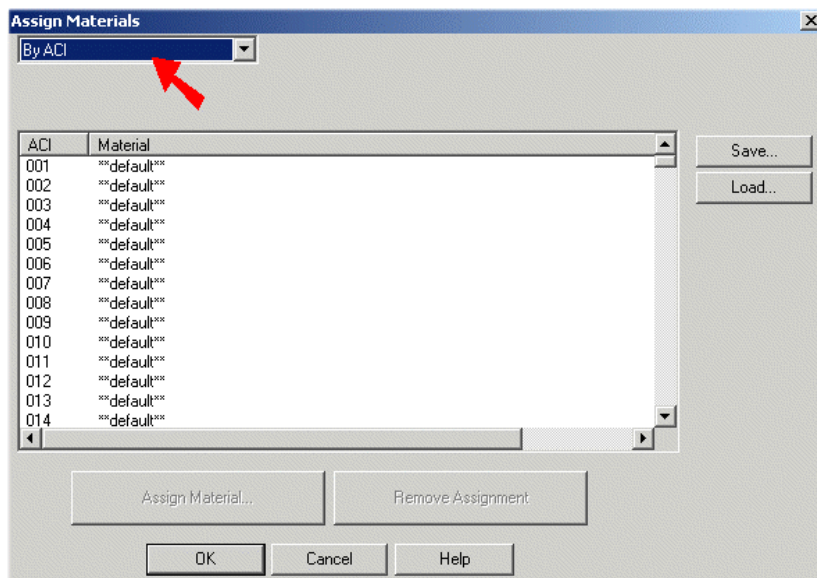 Assign Materials
By ACI
ACI Material
001 **default**
002 **default**
003 **default**
004 **default**
005 **default**
006 **default**
007 **default**
008 **default**
009 **default**
010 **default**
011 **default**
012 **default**
013 **default**
014 **default**
Save...
Load...
Assign Material... Remove Assignment
OK Cancel Help